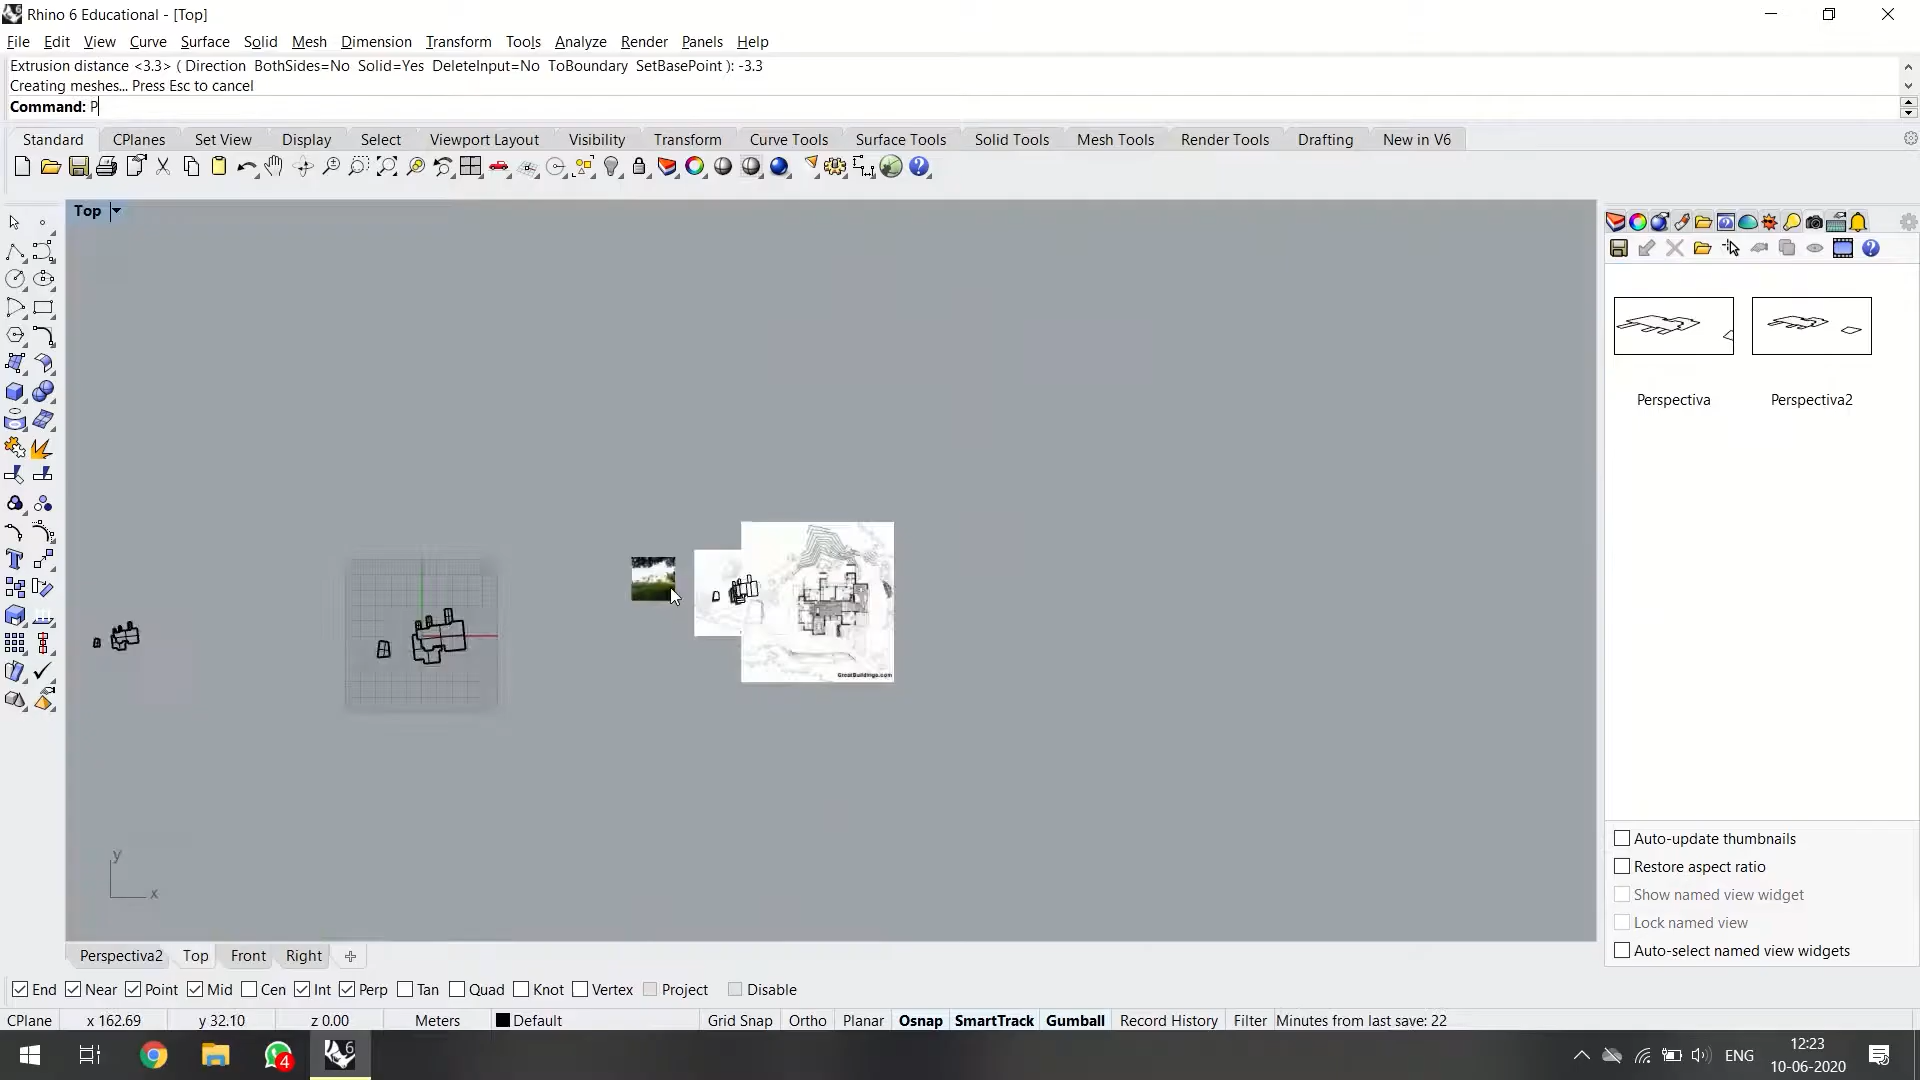 Rhino 6 Educational - [Top]
File Edit View Curve Surface Solid Mesh Dimension Transform Tools Analyze Render Panels Help
Extrusion distance <3.3> ( Direction BothSides=No Solid=Yes DeleteInput=No ToBoundary SetBasePoint ): -3.3
Creating meshes... Press Esc to cancel
Command: P
Standard CPlanes Set View Display Select Viewport Layout Visibility Transform Curve Tools Surface Tools Solid Tools Mesh Tools Render Tools Drafting New in V6
Top
Perspectiva Perspectiva2
GreatBuildings.com
y
x
Auto-update thumbnails
Restore aspect ratio
Show named view widget
Lock named view
Auto-select named view widgets
Perspectiva2 Top Front Right
End Near Point Mid Cen Int Perp Tan Quad Knot Vertex Project Disable
CPlane x 162.69 y 32.10 z 0.00 Meters Default Grid Snap Ortho Planar Osnap SmartTrack Gumball Record History Filter Minutes from last save: 22
4
6
ENG
12:23
10-06-2020